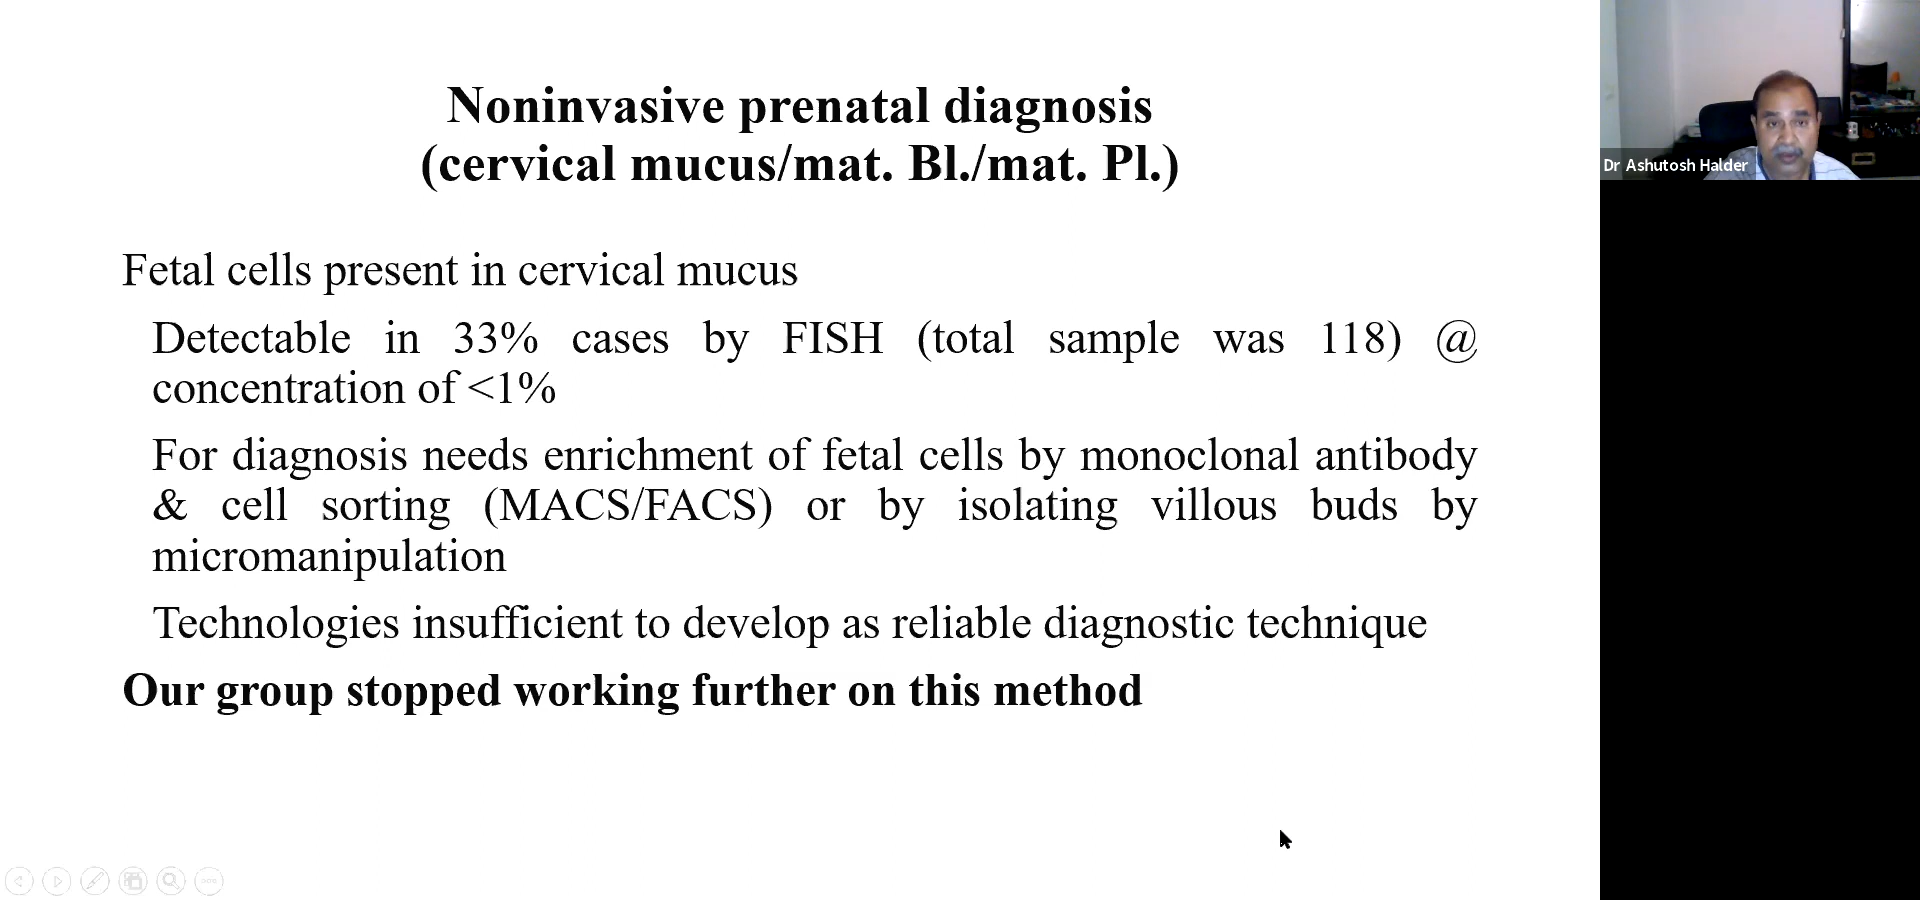 Noninvasive prenatal diagnosis
(cervical mucus/mat. Bl./mat. Pl.)
Fetal cells present in cervical mucus
Detectable in 33% cases by FISH (total sample was 118) @
concentration of <1%
For diagnosis needs enrichment of fetal cells by monoclonal antibody
& cell sorting (MACS/FACS) or by isolating villous buds by
micromanipulation
Technologies insufficient to develop as reliable diagnostic technique
Our group stopped working further on this method
Dr Ashutosh Halder